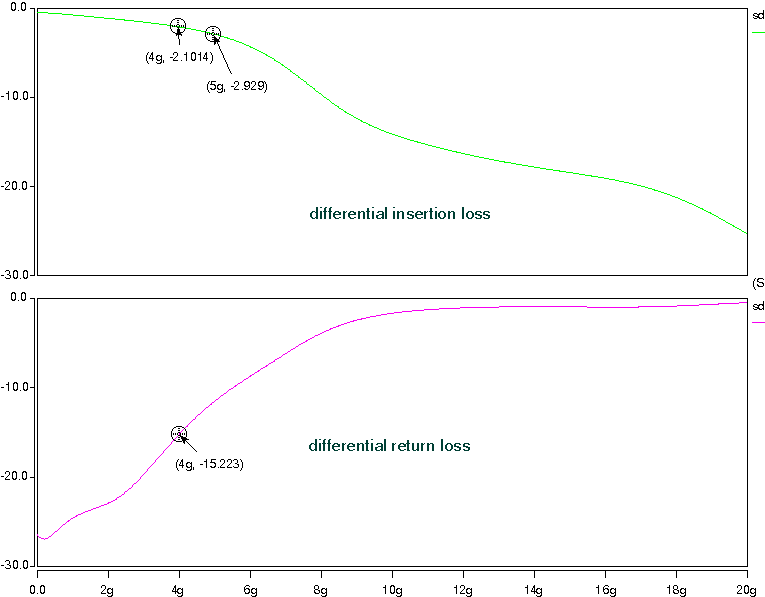 0.0
sd
(4g, -2.1014)
(5g, -2.929)
-10.0
-20.0
differential insertion loss
-30.0
(S
0.0
sd
-10.0
differential return loss
(4g, -15.223)
-20.0
-30.0
0.0 2g 4g 6g 8g 10g 12g 14g 16g 18g 20g